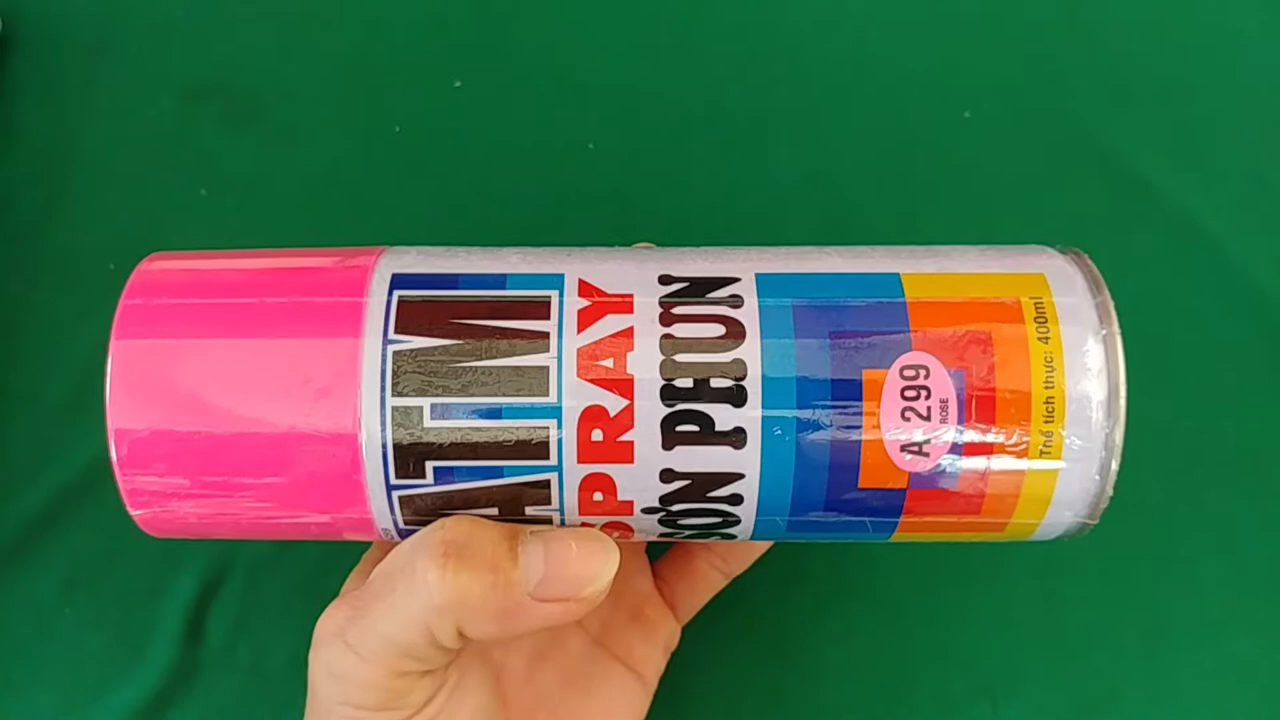 ATM
SPRAY
SƠN PHUN
A 299
ROSE
Thể tích thực: 400ml